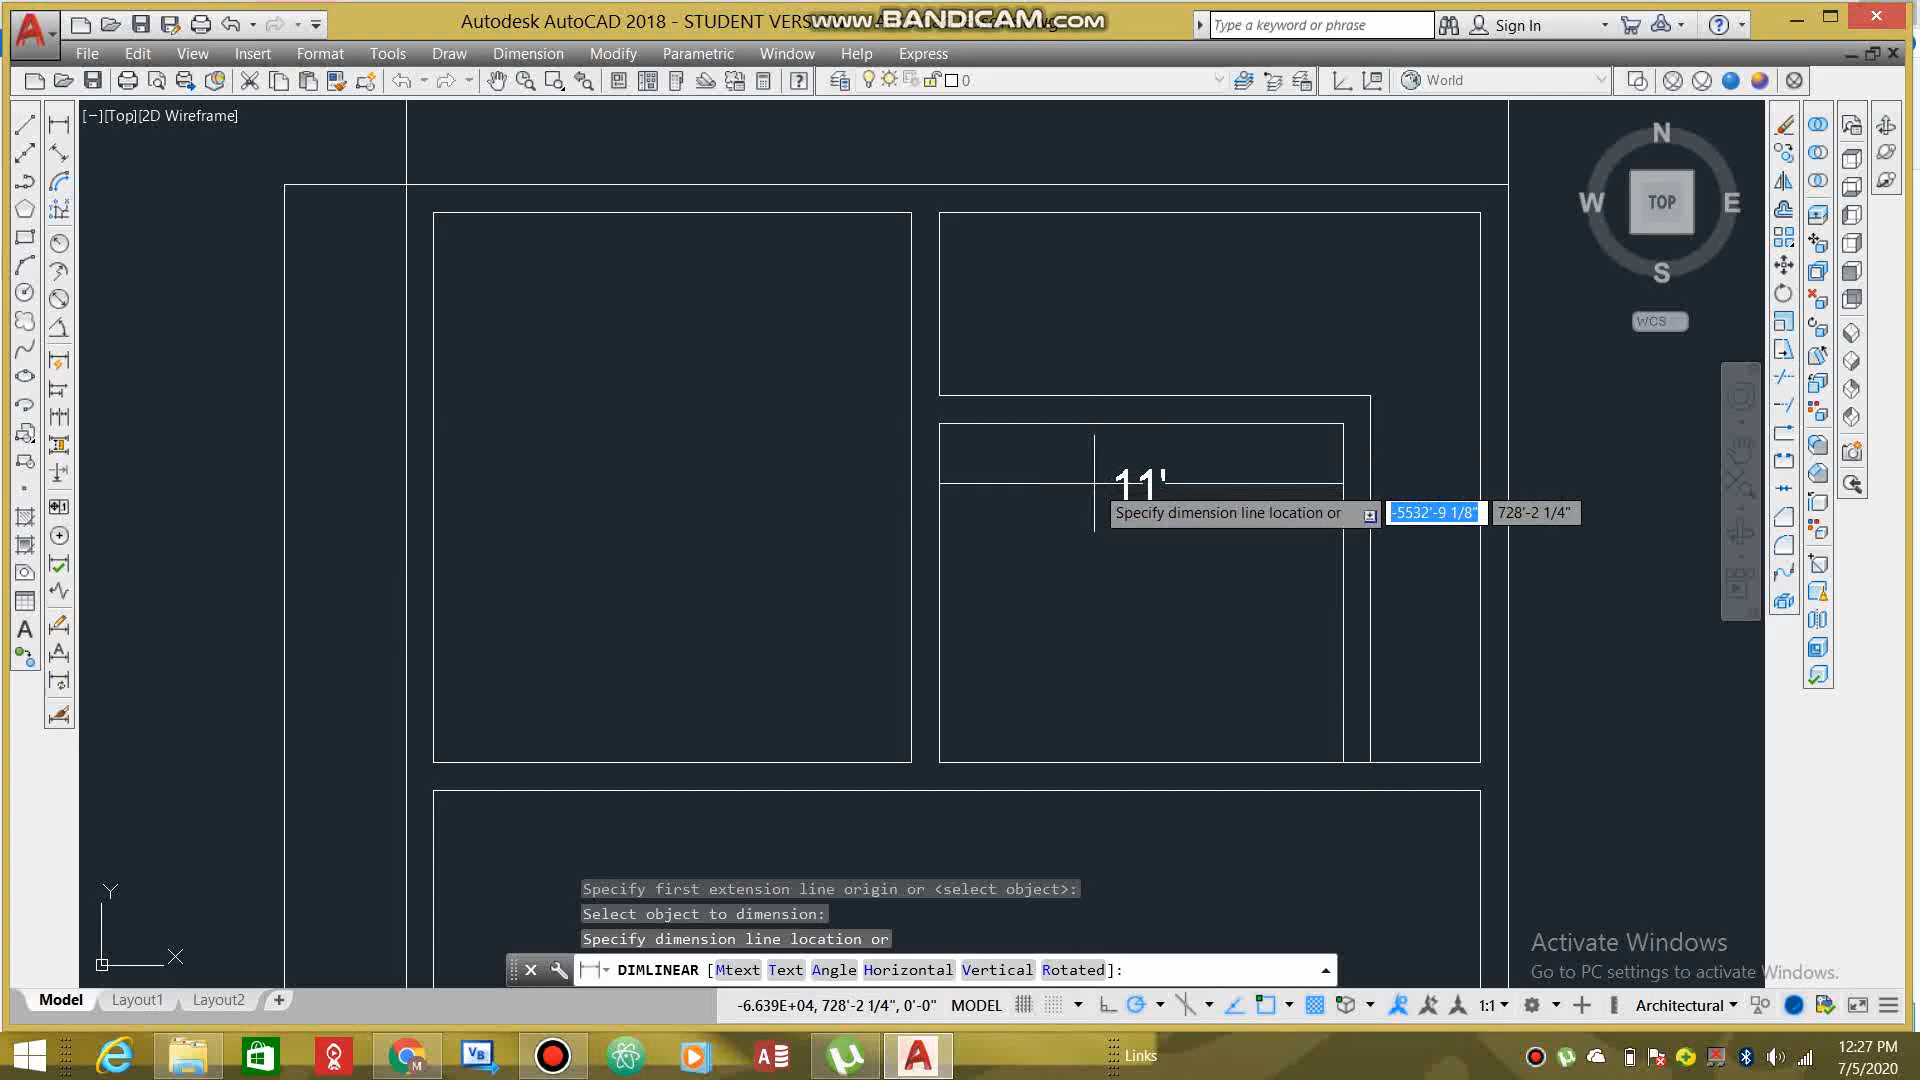 Autodesk AutoCAD 2018 - STUDENT VERS
www.BANDICAM.com
Type a keyword or phrase
Sign In
File Edit View Insert Format Tools Draw Dimension Modify Parametric Window Help Express
0
World
[−][Top][2D Wireframe]
N
W TOP E
S
WCS
11'
Specify dimension line location or -5532'-9 1/8" 728'-2 1/4"
Specify first extension line origin or <select object>:
Select object to dimension:
Specify dimension line location or
DIMLINEAR [Mtext Text Angle Horizontal Vertical Rotated]:
Y
X
Activate Windows
Go to PC settings to activate Windows.
Model Layout1 Layout2 +
-6.639E+04, 728'-2 1/4", 0'-0" MODEL 1:1 Architectural
Links
12:27 PM
7/5/2020